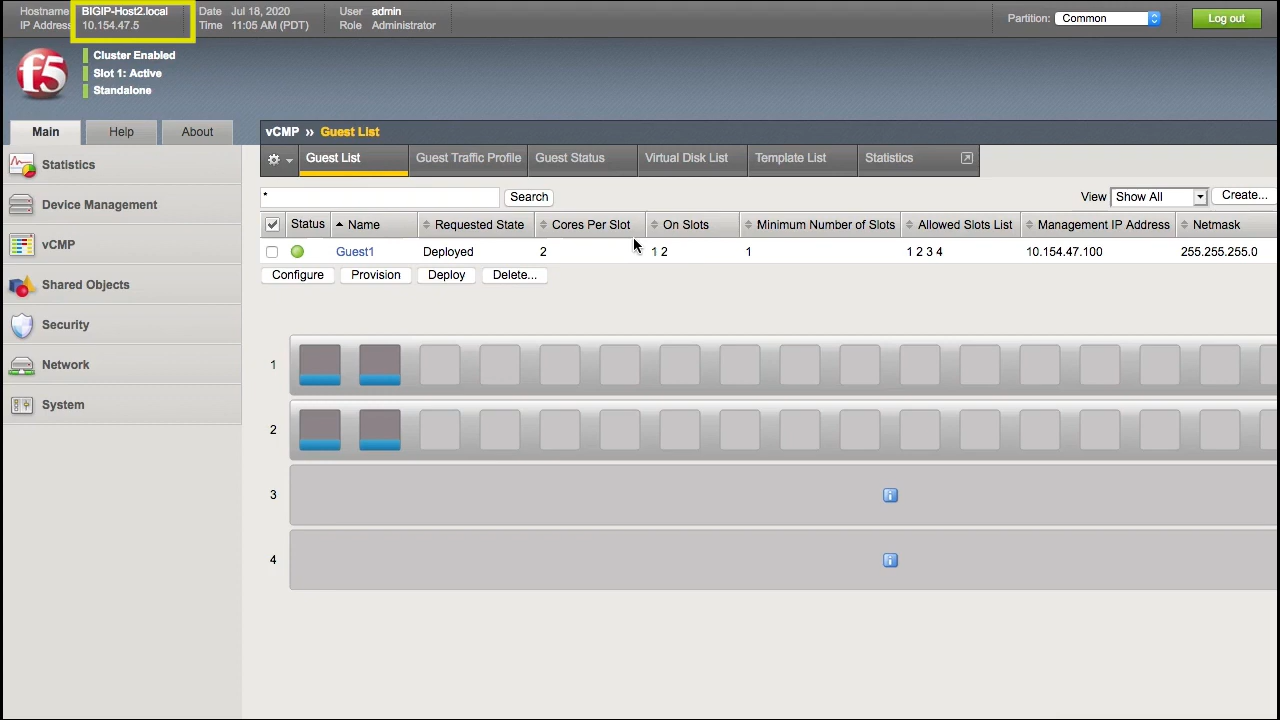 Hostname BIGIP-Host2.local Date Jul 18, 2020 User admin Partition: Common Log out
IP Address 10.154.47.5 Time 11:05 AM (PDT) Role Administrator
f5
Cluster Enabled
Slot 1: Active
Standalone
Main Help About
vCMP ›› Guest List
Guest List Guest Traffic Profile Guest Status Virtual Disk List Template List Statistics
Statistics
Device Management
vCMP
Shared Objects
Security
Network
System
* Search View Show All Create...
Status Name Requested State Cores Per Slot On Slots Minimum Number of Slots Allowed Slots List Management IP Address Netmask
Guest1 Deployed 2 1 2 1 1 2 3 4 10.154.47.100 255.255.255.0
Configure Provision Deploy Delete...
1
2
3
4